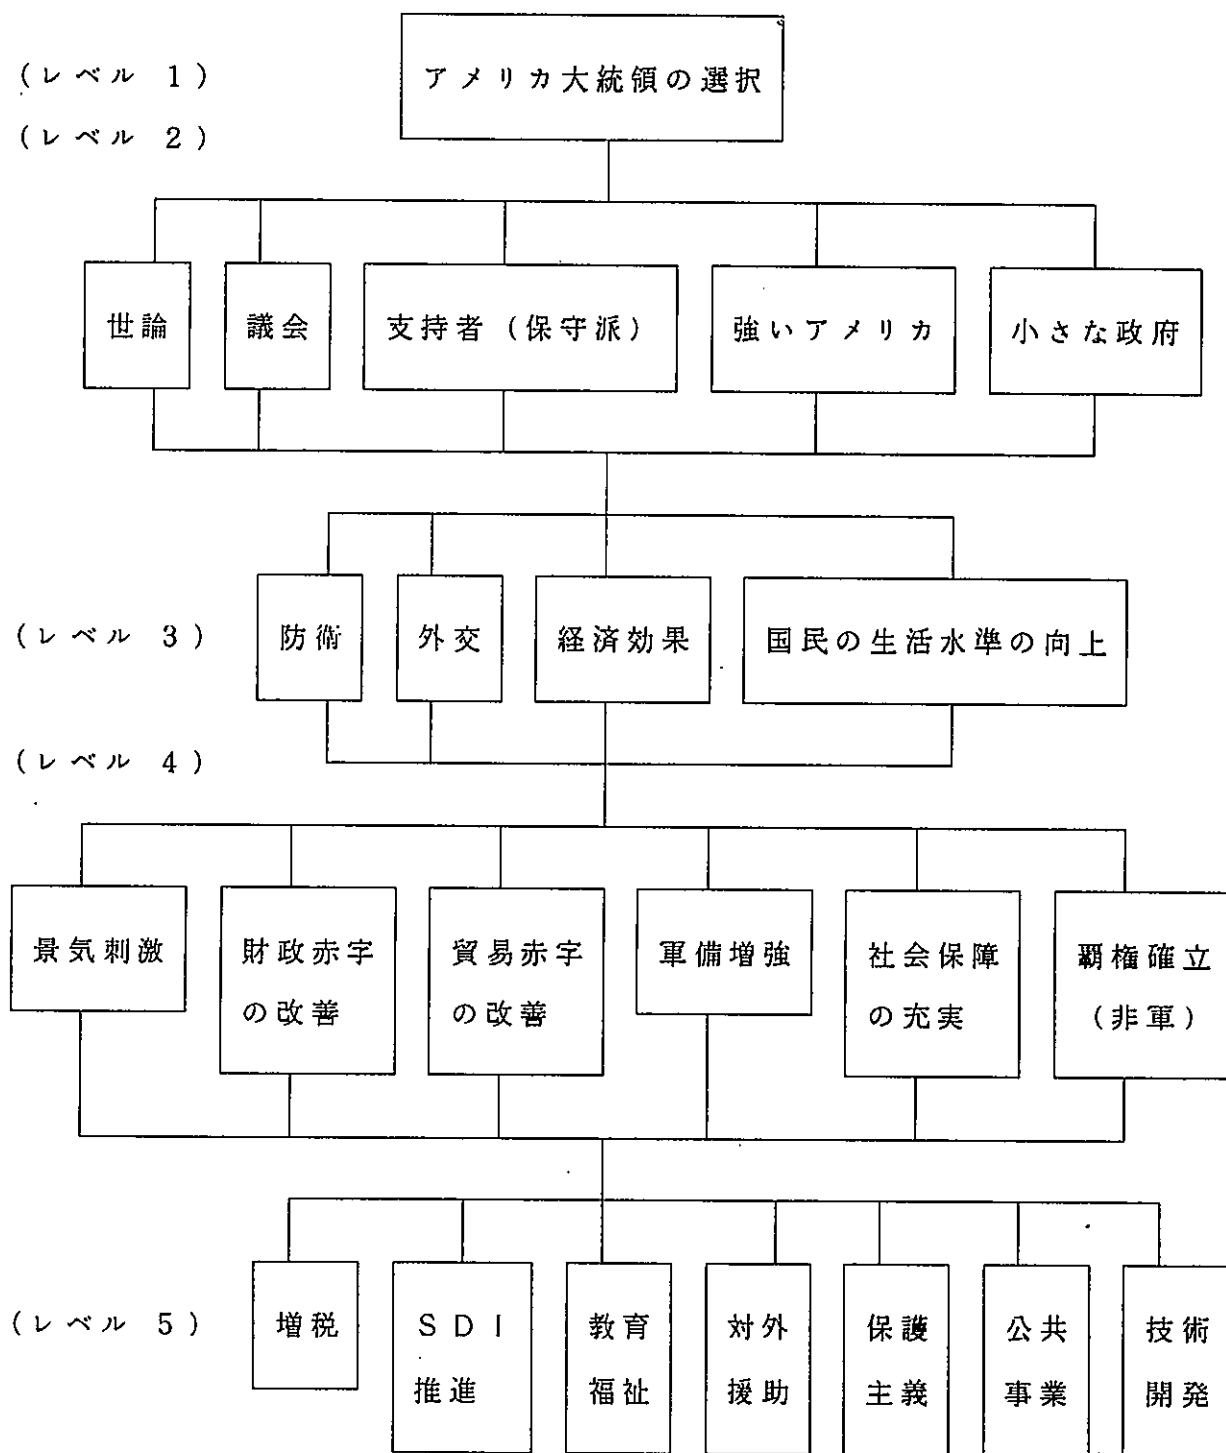 (レベル 1)
アメリカ大統領の選択
(レベル 2)
世論
議会
支持者(保守派)
強いアメリカ
小さな政府
(レベル 3)
防術
外交
経済効果
国民の生活水準の向上
(レベル 4)
景気刺激
財政赤字
の改善
貿易赤字
の改善
軍備増強
社会保障
の充実
覇権確立
(非軍)
(レベル 5)
増税
SDI
推進
教育
福祉
対外
援助
保護
主義
公共
事業
技術
開発